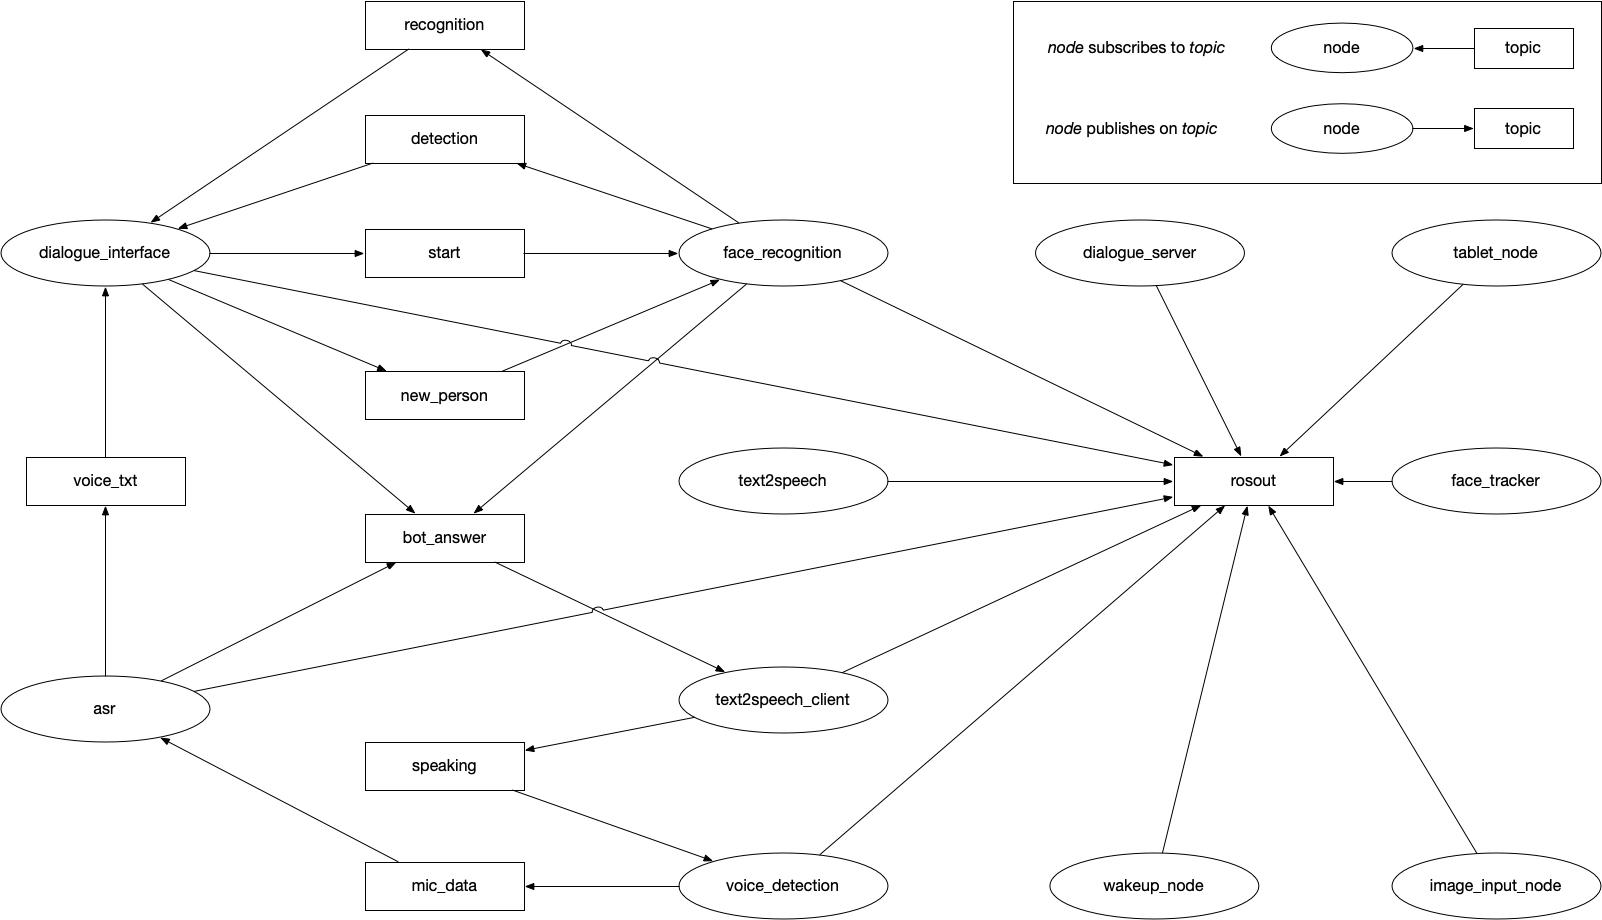 recognition
node subscribes to topic
node
topic
detection
node publishes on topic
node
topic
dialogue_interface
start
face_recognition
dialogue_server
tablet_node
new_person
voice_txt
text2speech
rosout
face_tracker
bot_answer
asr
text2speech_client
speaking
mic_data
voice_detection
wakeup_node
image_input_node